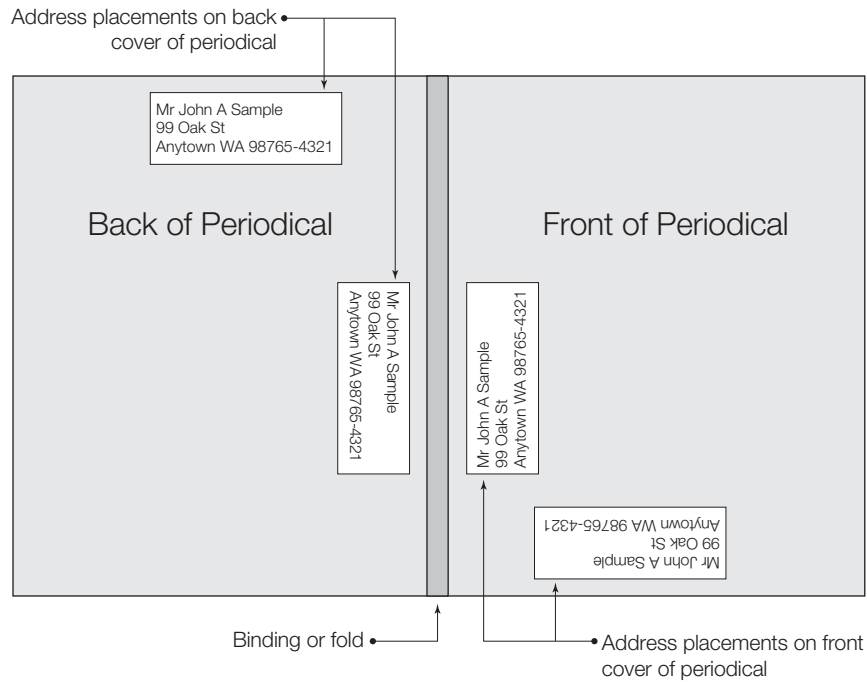 Address placements on back
cover of periodical
Mr John A Sample
99 Oak St
Anytown WA 98765-4321
Back of Periodical
Front of Periodical
Mr John A Sample
99 Oak St
Anytown WA 98765-4321
Mr John A Sample
99 Oak St
Anytown WA 98765-4321
Mr John A Sample
99 Oak St
Anytown WA 98765-4321
Binding or fold
Address placements on front
cover of periodical